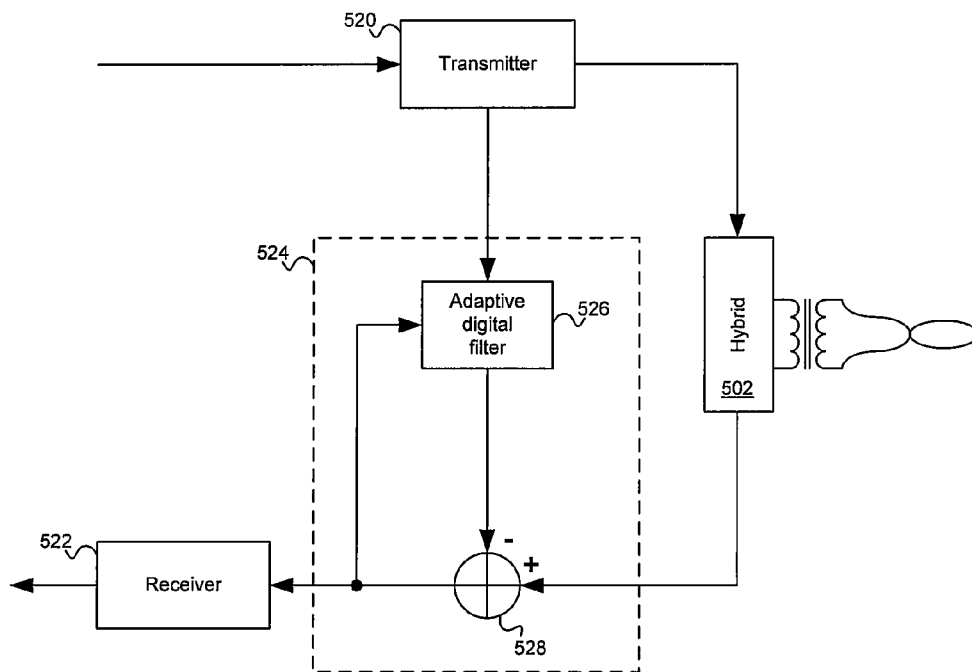 520
Transmitter
524
Adaptive
digital
filter
526
Hybrid
502
-
+
522
Receiver
528